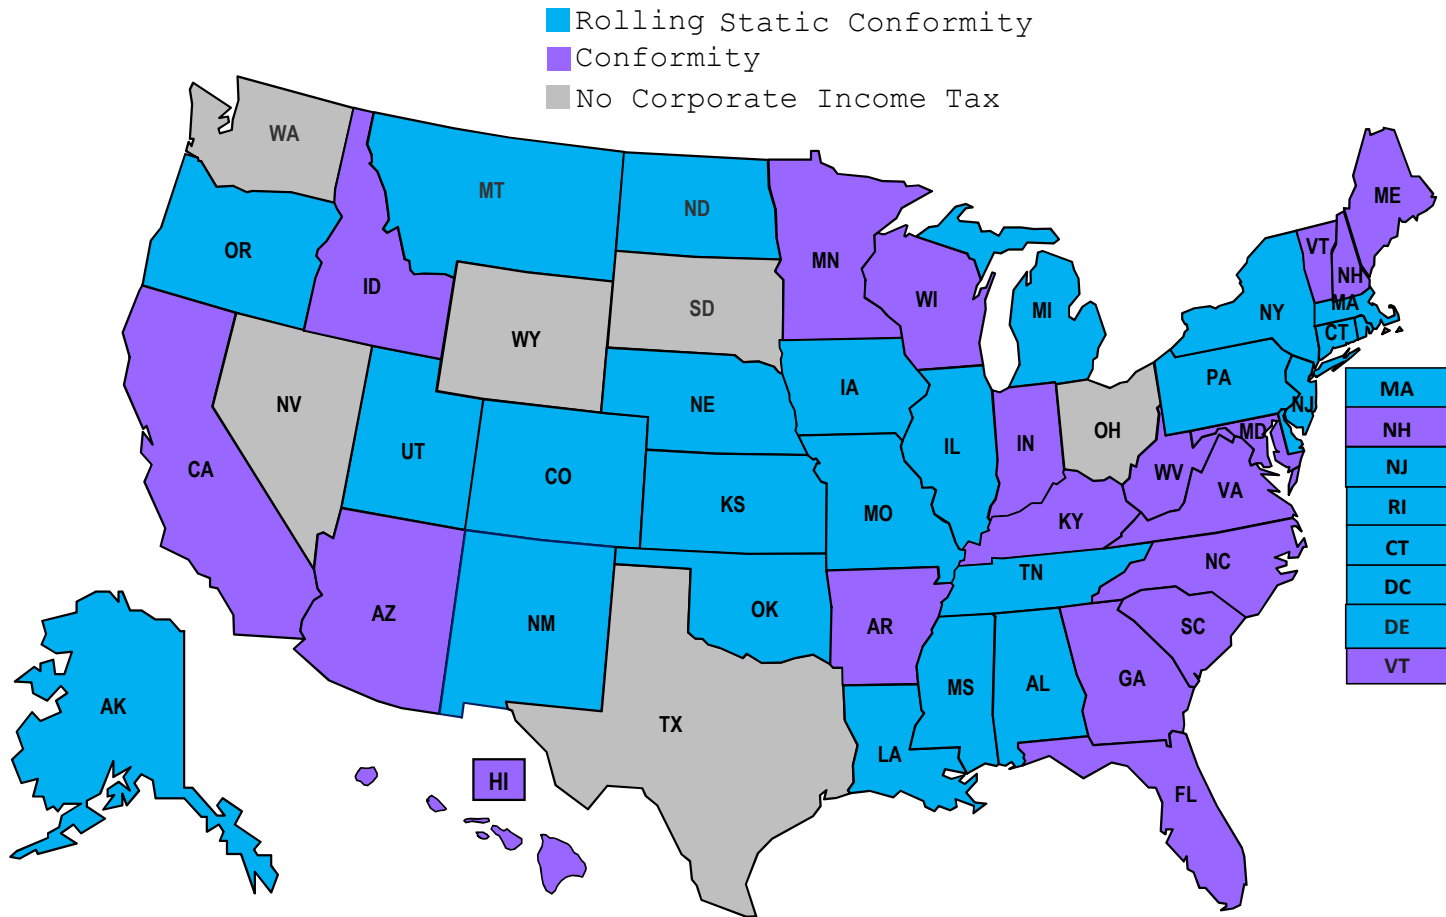 Rolling Static Conformity
Conformity
No Corporate Income Tax
WA
MT
ND
MN
ME
OR
ID
SD
WI
MI
VT
NH
NY
MA
CT
WY
NV
NE
IA
PA
NJ
CA
UT
CO
IL
IN
OH
MD
KS
MO
WV
VA
KY
AZ
NM
OK
AR
TN
NC
SC
MS
AL
GA
TX
LA
FL
AK
HI
MA
NH
NJ
RI
CT
DC
DE
VT